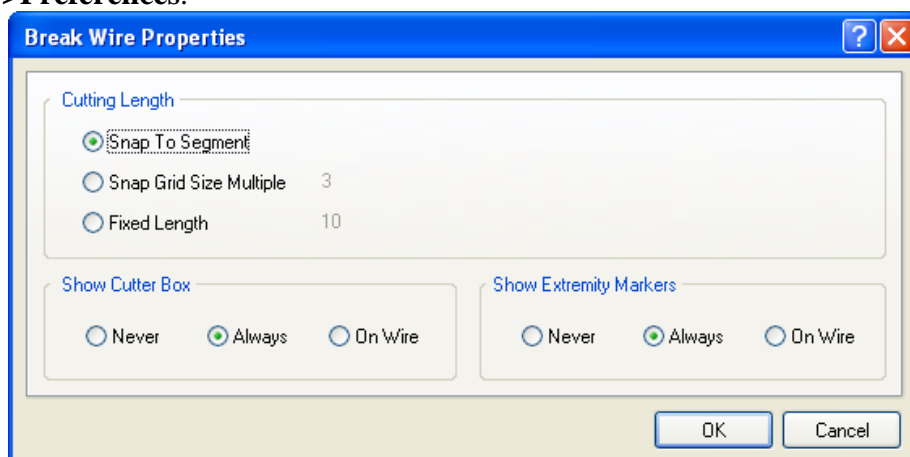 >Preferences.
Break Wire Properties
Cutting Length
Snap To Segment
Snap Grid Size Multiple 3
Fixed Length 10
Show Cutter Box Show Extremity Markers
Never Always On Wire Never Always On Wire
OK Cancel